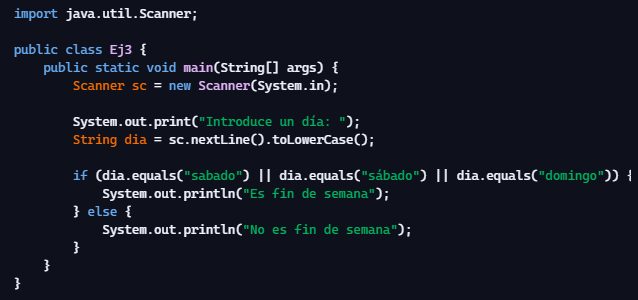 import java.util.Scanner;
public class Ej3 {
    public static void main(String[] args) {
        Scanner sc = new Scanner(System.in);
        System.out.print("Introduce un día: ");
        String dia = sc.nextLine().toLowerCase();
        if (dia.equals("sabado") || dia.equals("sábado") || dia.equals("domingo")) {
            System.out.println("Es fin de semana");
        } else {
            System.out.println("No es fin de semana");
        }
    }
}